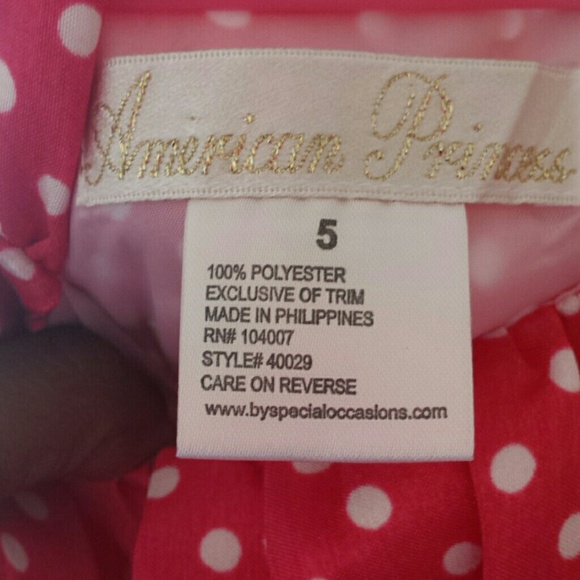 American Princess
5
100% POLYESTER
EXCLUSIVE OF TRIM
MADE IN PHILIPPINES
RN# 104007
STYLE# 40029
CARE ON REVERSE
www.byspecialoccasions.com